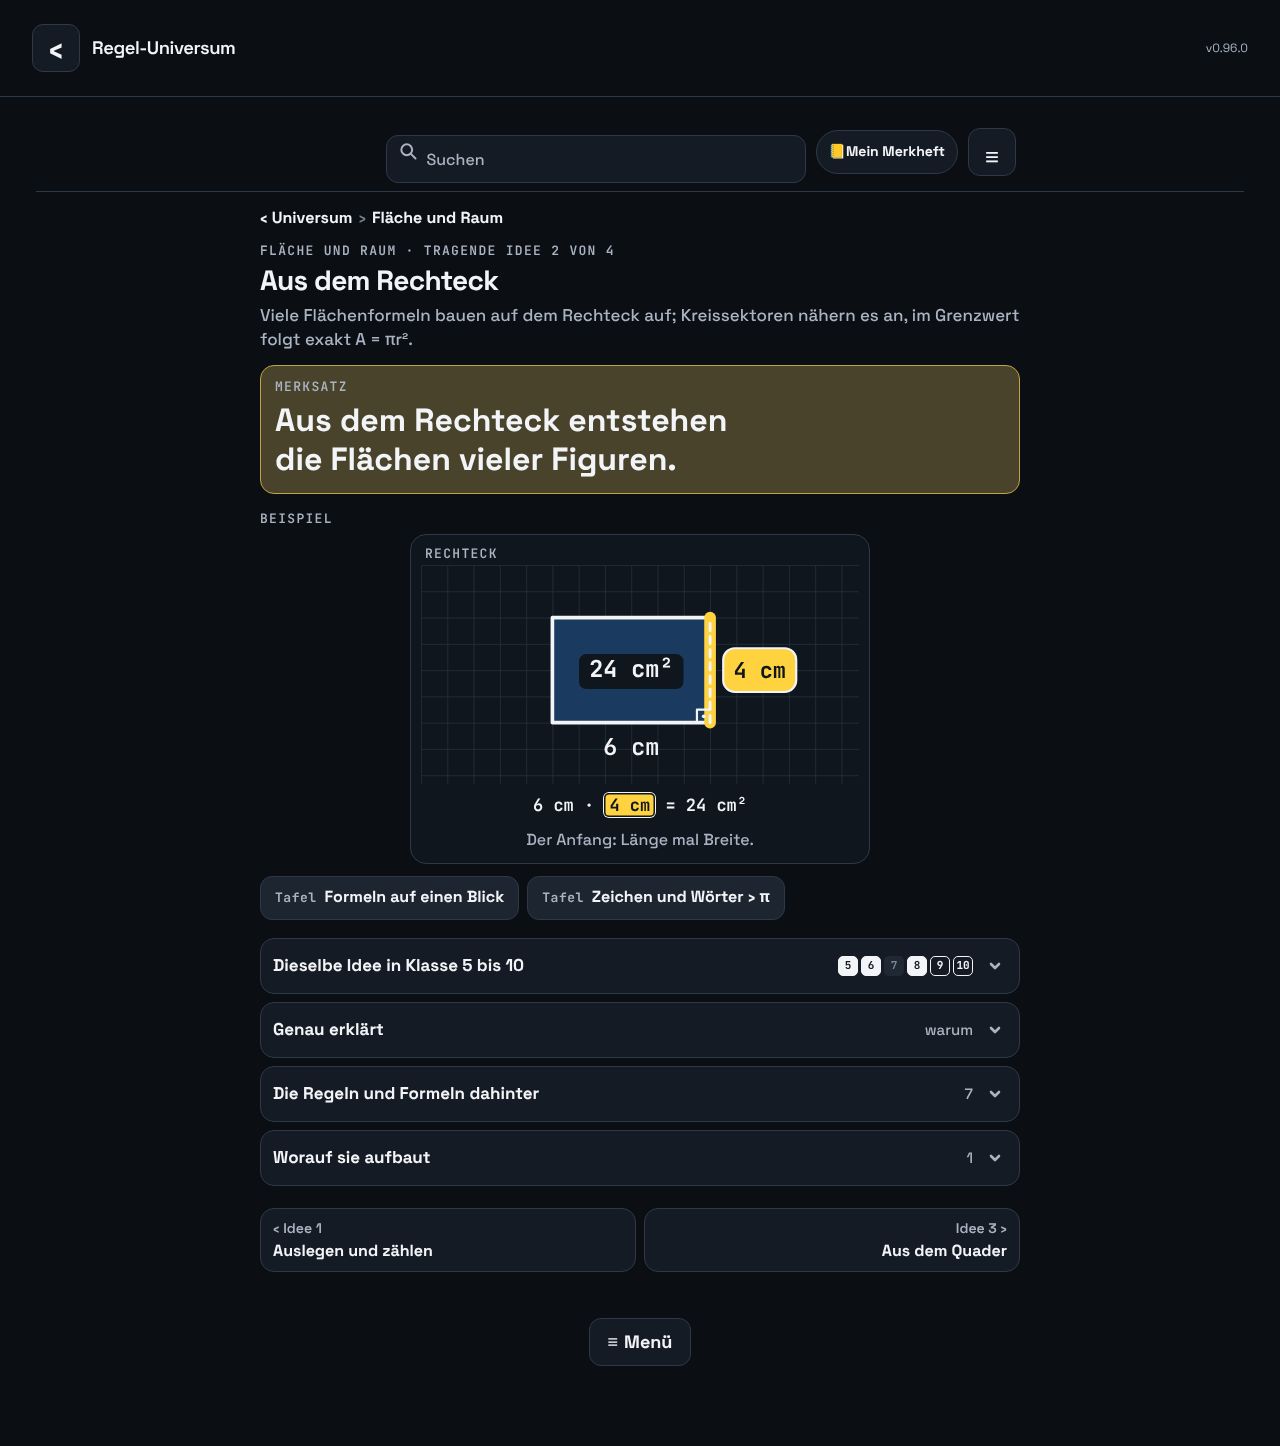 < Regel-Universum
v0.96.0
Suchen
Mein Merkheft
≡
< Universum > Fläche und Raum
FLÄCHE UND RAUM · TRAGENDE IDEE 2 VON 4
Aus dem Rechteck
Viele Flächenformeln bauen auf dem Rechteck auf; Kreissektoren nähern es an, im Grenzwert
folgt exakt A = πr².
MERKSATZ
Aus dem Rechteck entstehen
die Flächen vieler Figuren.
BEISPIEL
RECHTECK
24 cm²
4 cm
6 cm
6 cm · 4 cm = 24 cm²
Der Anfang: Länge mal Breite.
Tafel Formeln auf einen Blick
Tafel Zeichen und Wörter > π
Dieselbe Idee in Klasse 5 bis 10
5 6 7 8 9 10
Genau erklärt
warum
Die Regeln und Formeln dahinter
7
Worauf sie aufbaut
1
< Idee 1
Auslegen und zählen
Idee 3 >
Aus dem Quader
≡ Menü